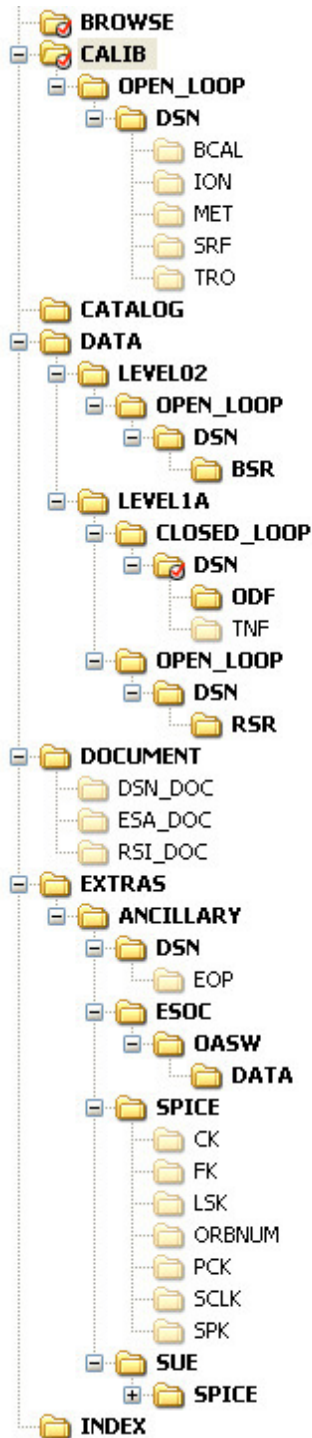 BROWSE
CALIB
OPEN_LOOP
DSN
BCAL
ION
MET
SRF
TRO
CATALOG
DATA
LEVEL02
OPEN_LOOP
DSN
BSR
LEVEL1A
CLOSED_LOOP
DSN
ODF
TNF
OPEN_LOOP
DSN
RSR
DOCUMENT
DSN_DOC
ESA_DOC
RSI_DOC
EXTRAS
ANCILLARY
DSN
EOP
ESOC
OASW
DATA
SPICE
CK
FK
LSK
ORBNUM
PCK
SCLK
SPK
SUE
SPICE
INDEX